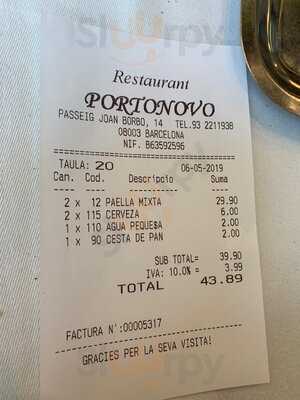 Sluurpy
Restaurant
PORTONOVO
PASSEIG JOAN BORBO, 14 TEL.93 2211938
08003 BARCELONA
NIF. B63592596
TAULA: 20 06-05-2019
Can. Cod. Descripcio Suma
2 x 12 PAELLA MIXTA 29.90
2 x 115 CERVEZA 6.00
1 x 110 AGUA PEQUE$A 2.00
1 x 90 CESTA DE PAN 2.00
SUB TOTAL= 39.90
IVA: 10.0% = 3.99
TOTAL 43.89
FACTURA N':00005317
GRACIES PER LA SEVA VISITA!